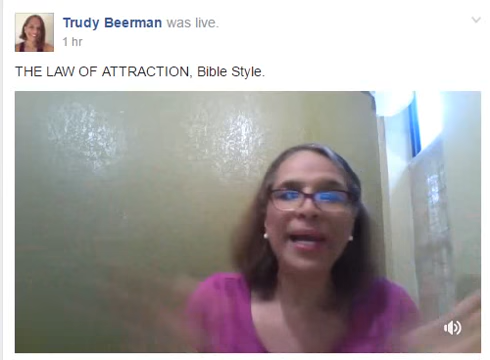 Trudy Beerman was live.
1 hr
THE LAW OF ATTRACTION, Bible Style.